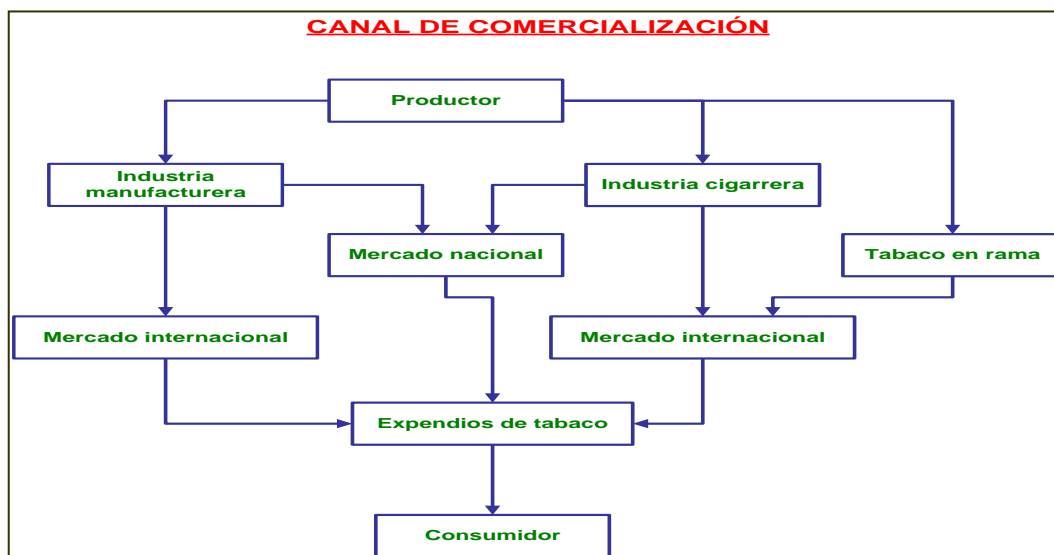 CANAL DE COMERCIALIZACIÓN
Productor
Industria
manufacturera
Industria cigarrera
Mercado nacional
Tabaco en rama
Mercado internacional
Mercado internacional
Expendios de tabaco
Consumidor